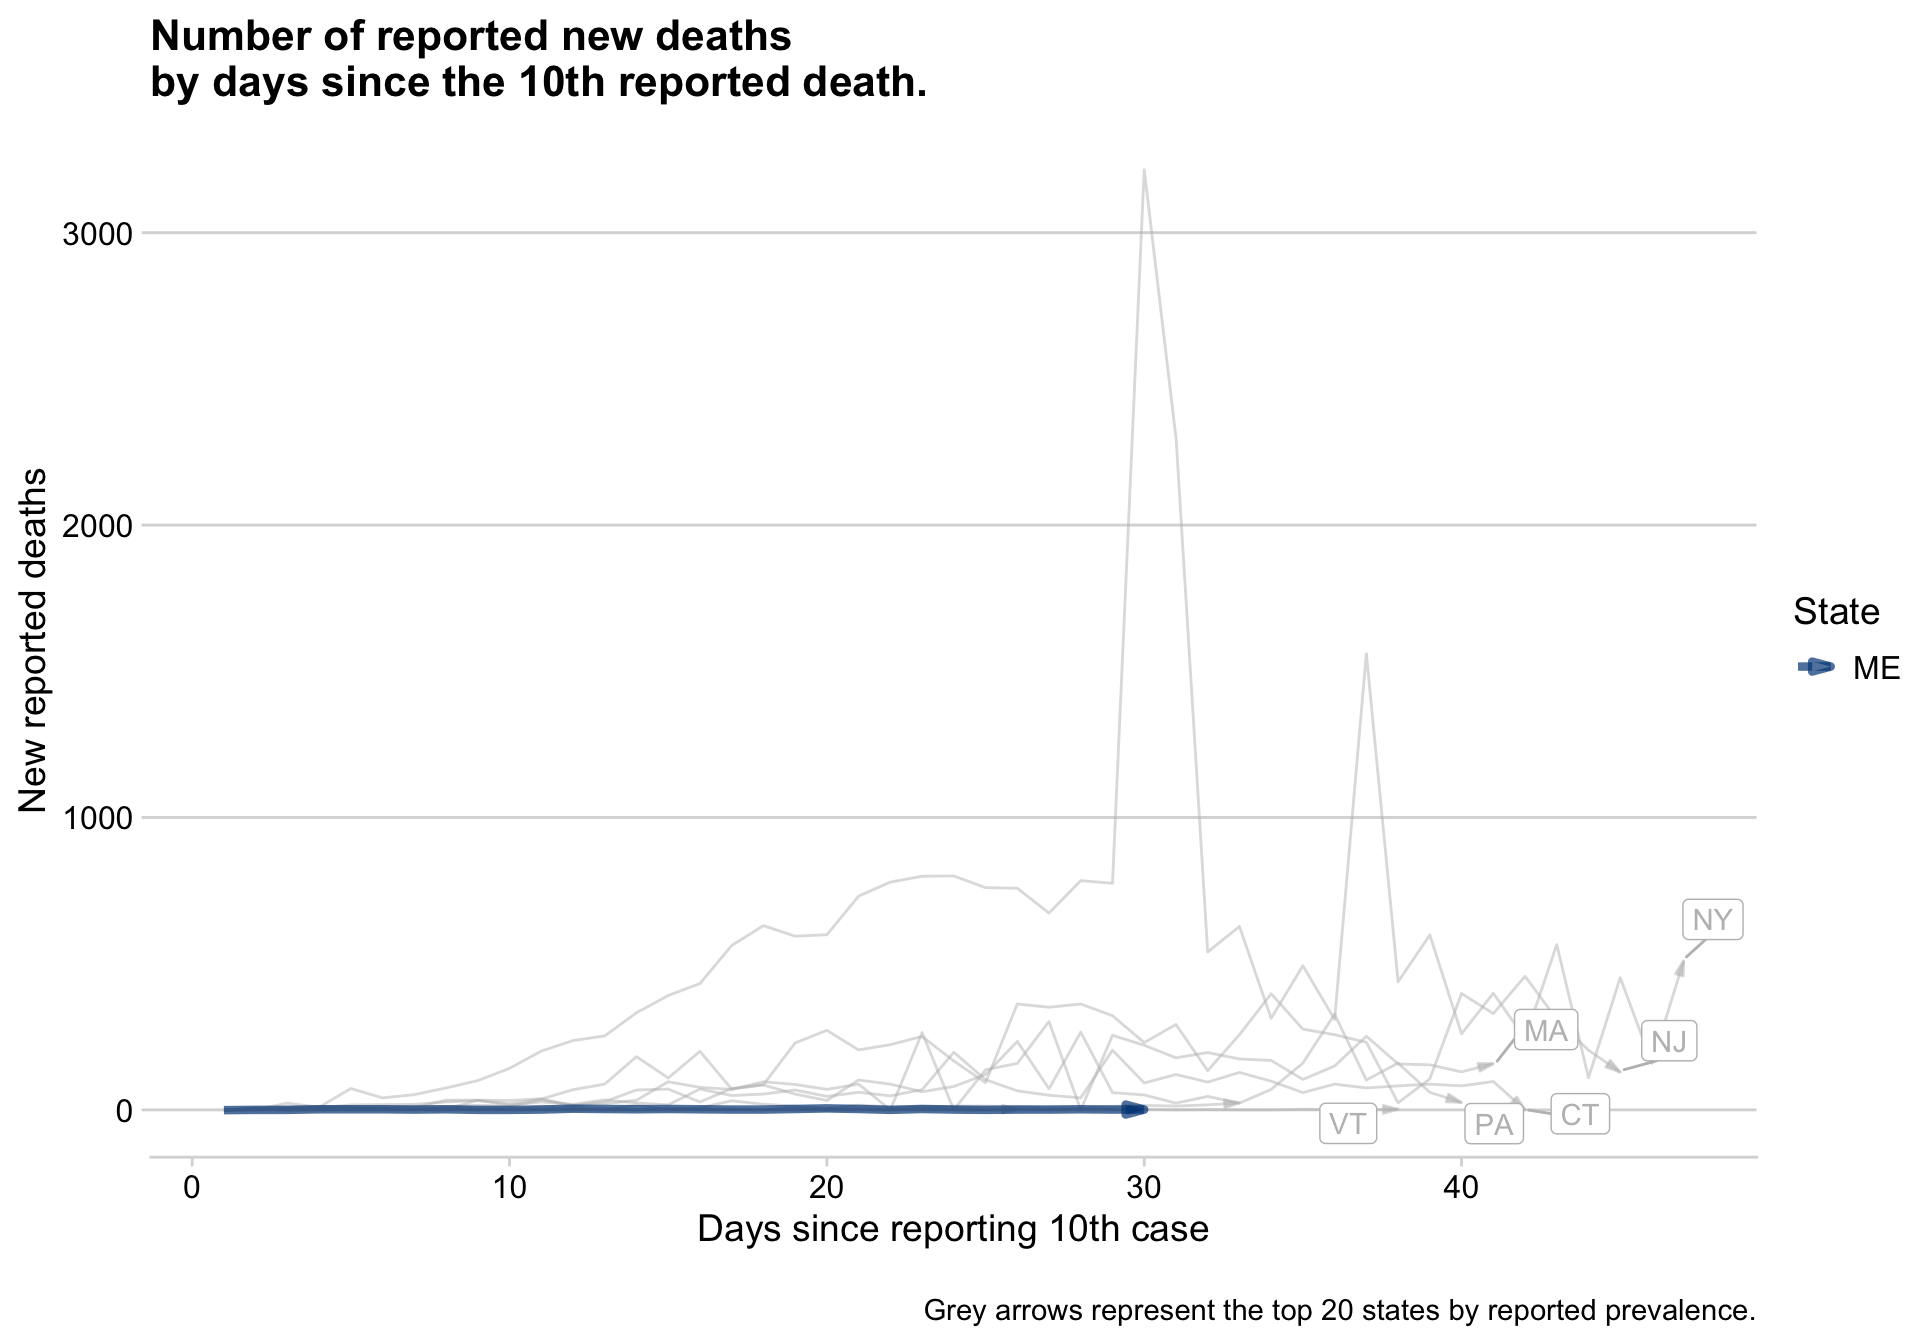 Number of reported new deaths
by days since the 10th reported death.
New reported deaths
3000
2000
1000
0
NY
MA
NJ
VT
PA
CT
State
ME
0 10 20 30 40
Days since reporting 10th case
Grey arrows represent the top 20 states by reported prevalence.